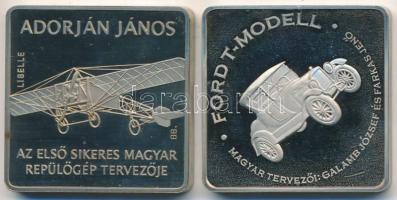 ADORJÁN JÁNOS
LIBELLE
BB.
AZ ELSŐ SIKERES MAGYAR
REPÜLŐGÉP TERVEZŐJE
• FORD T-MODELL •
MAGYAR TERVEZŐI: GALAMB JÓZSEF ÉS FARKAS JENŐ
darabanth